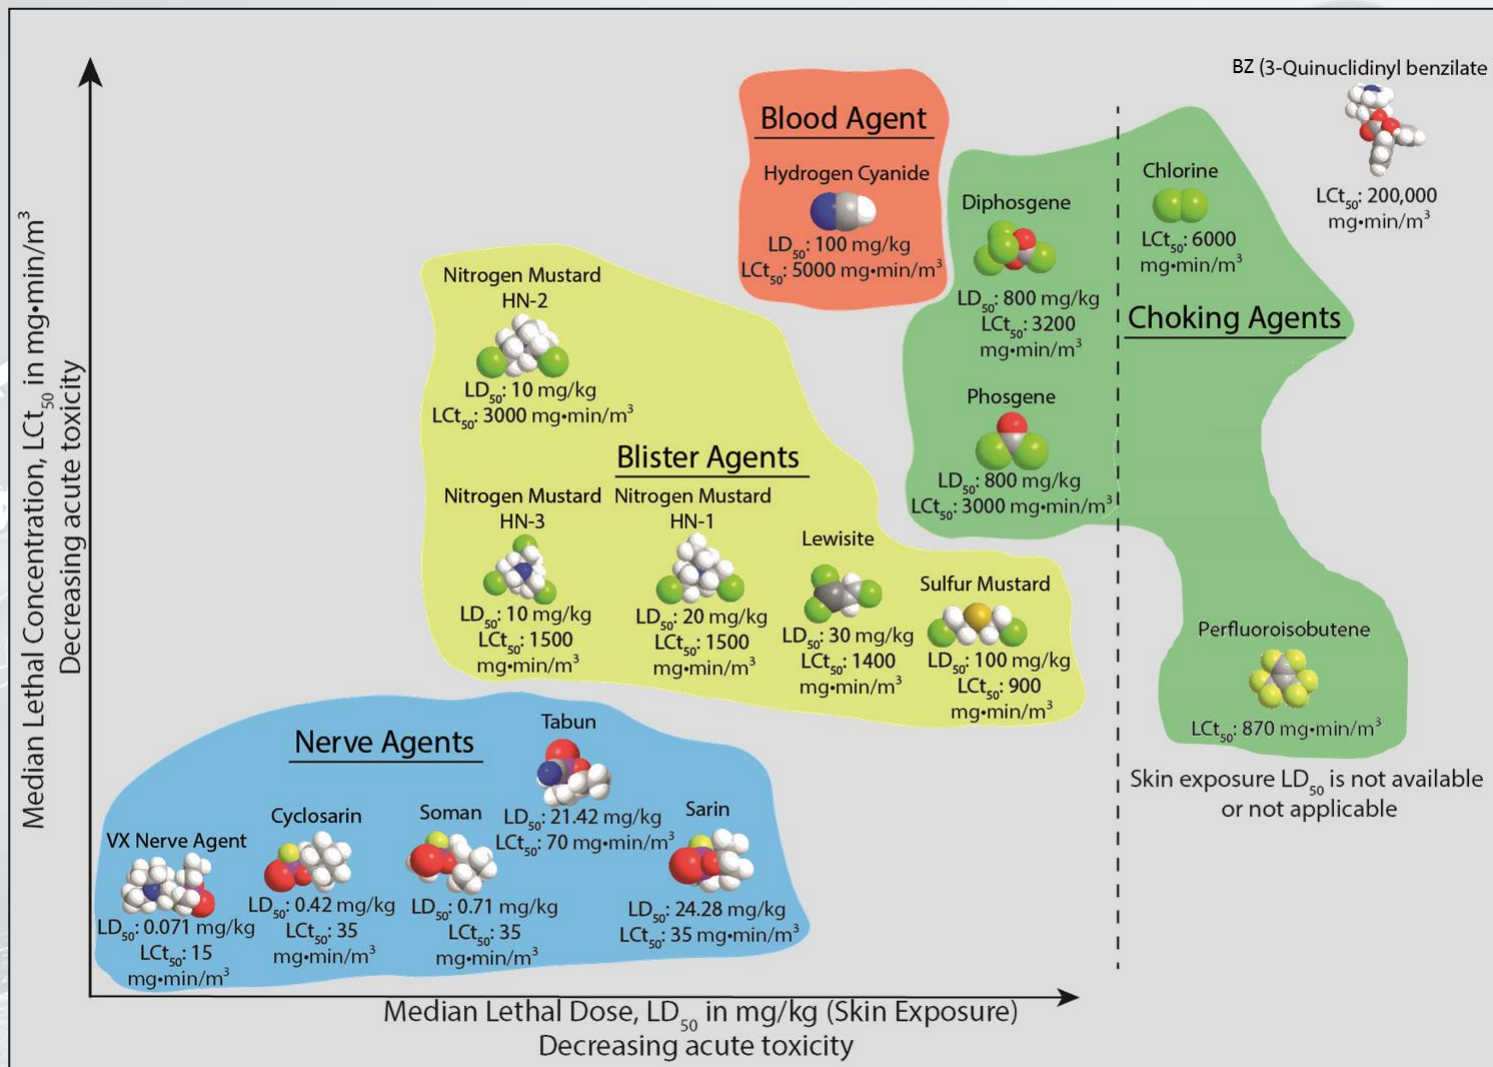 BZ (3-Quinuclidinyl benzilate
LCt50: 200,000
mg•min/m³
Blood Agent
Hydrogen Cyanide
LD50: 100 mg/kg
LCt50: 5000 mg•min/m³
Diphosgene
LD50: 800 mg/kg
LCt50: 3200
mg•min/m³
Chlorine
LCt50: 6000
mg•min/m³
Choking Agents
Phosgene
LD50: 800 mg/kg
LCt50: 3000 mg•min/m³
Perfluoroisobutene
LCt50: 870 mg•min/m³
Skin exposure LD50 is not available
or not applicable
Nitrogen Mustard
HN-2
LD50: 10 mg/kg
LCt50: 3000 mg•min/m³
Blister Agents
Nitrogen Mustard
HN-3
LD50: 10 mg/kg
LCt50: 1500
mg•min/m³
Nitrogen Mustard
HN-1
LD50: 20 mg/kg
LCt50: 1500
mg•min/m³
Lewisite
LD50: 30 mg/kg
LCt50: 1400
mg•min/m³
Sulfur Mustard
LD50: 100 mg/kg
LCt50: 900
mg•min/m³
Nerve Agents
Tabun
LD50: 21.42 mg/kg
LCt50: 70 mg•min/m³
VX Nerve Agent
LD50: 0.071 mg/kg
LCt50: 15
mg•min/m³
Cyclosarin
LD50: 0.42 mg/kg
LCt50: 35
mg•min/m³
Soman
LD50: 0.71 mg/kg
LCt50: 35
mg•min/m³
Sarin
LD50: 24.28 mg/kg
LCt50: 35 mg•min/m³
Median Lethal Concentration, LCt50 in mg•min/m³
Decreasing acute toxicity
Median Lethal Dose, LD50 in mg/kg (Skin Exposure)
Decreasing acute toxicity